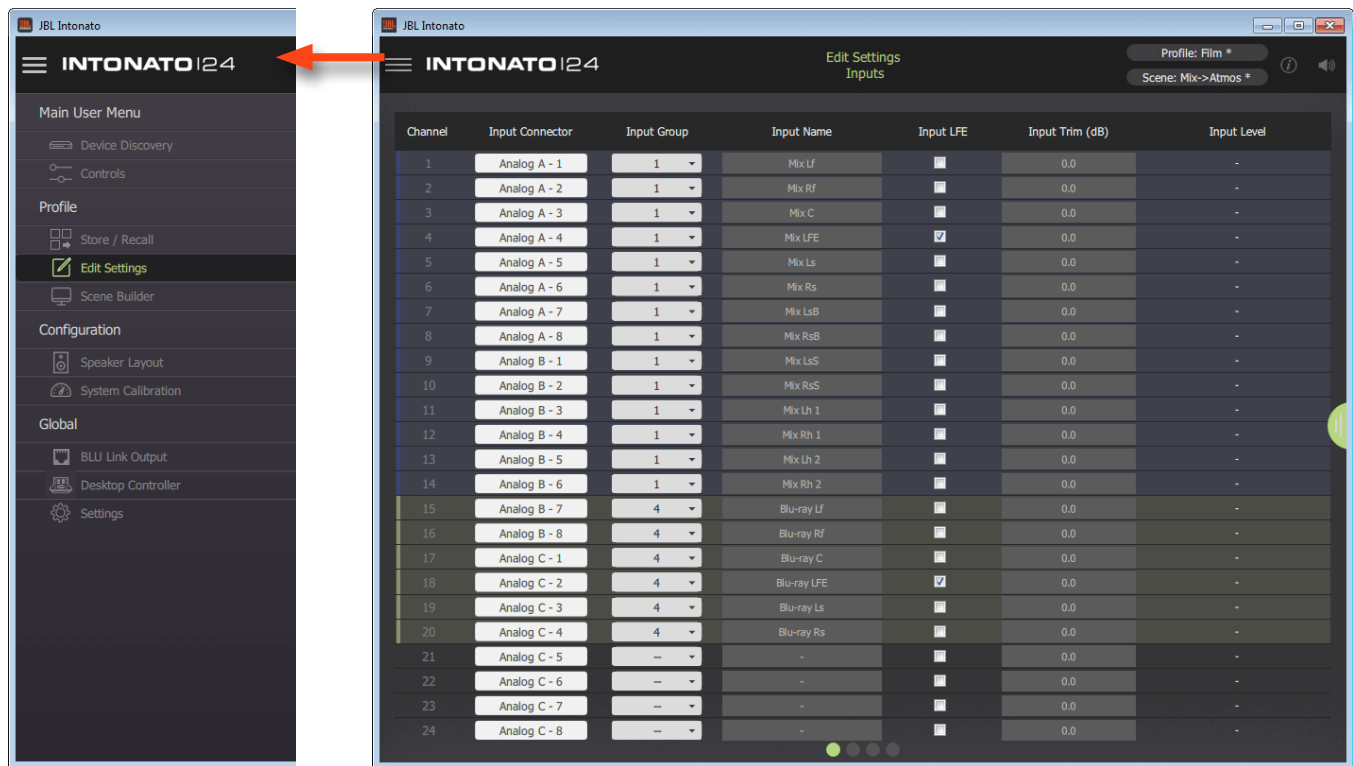 JBL Intonato
INTONATO|24
Main User Menu
Device Discovery
Controls
Profile
Store / Recall
Edit Settings
Scene Builder
Configuration
Speaker Layout
System Calibration
Global
BLU Link Output
Desktop Controller
Settings
JBL Intonato
INTONATO|24
Edit Settings
Inputs
Profile: Film *
Scene: Mix->Atmos *
Channel Input Connector Input Group Input Name Input LFE Input Trim (dB) Input Level
1 Analog A - 1 1 Mix Lf 0.0 -
2 Analog A - 2 1 Mix Rf 0.0 -
3 Analog A - 3 1 Mix C 0.0 -
4 Analog A - 4 1 Mix LFE 0.0 -
5 Analog A - 5 1 Mix Ls 0.0 -
6 Analog A - 6 1 Mix Rs 0.0 -
7 Analog A - 7 1 Mix LsB 0.0 -
8 Analog A - 8 1 Mix RsB 0.0 -
9 Analog B - 1 1 Mix LsS 0.0 -
10 Analog B - 2 1 Mix RsS 0.0 -
11 Analog B - 3 1 Mix Lh 1 0.0 -
12 Analog B - 4 1 Mix Rh 1 0.0 -
13 Analog B - 5 1 Mix Lh 2 0.0 -
14 Analog B - 6 1 Mix Rh 2 0.0 -
15 Analog B - 7 4 Blu-ray Lf 0.0 -
16 Analog B - 8 4 Blu-ray Rf 0.0 -
17 Analog C - 1 4 Blu-ray C 0.0 -
18 Analog C - 2 4 Blu-ray LFE 0.0 -
19 Analog C - 3 4 Blu-ray Ls 0.0 -
20 Analog C - 4 4 Blu-ray Rs 0.0 -
21 Analog C - 5 -- - 0.0 -
22 Analog C - 6 -- - 0.0 -
23 Analog C - 7 -- - 0.0 -
24 Analog C - 8 -- - 0.0 -